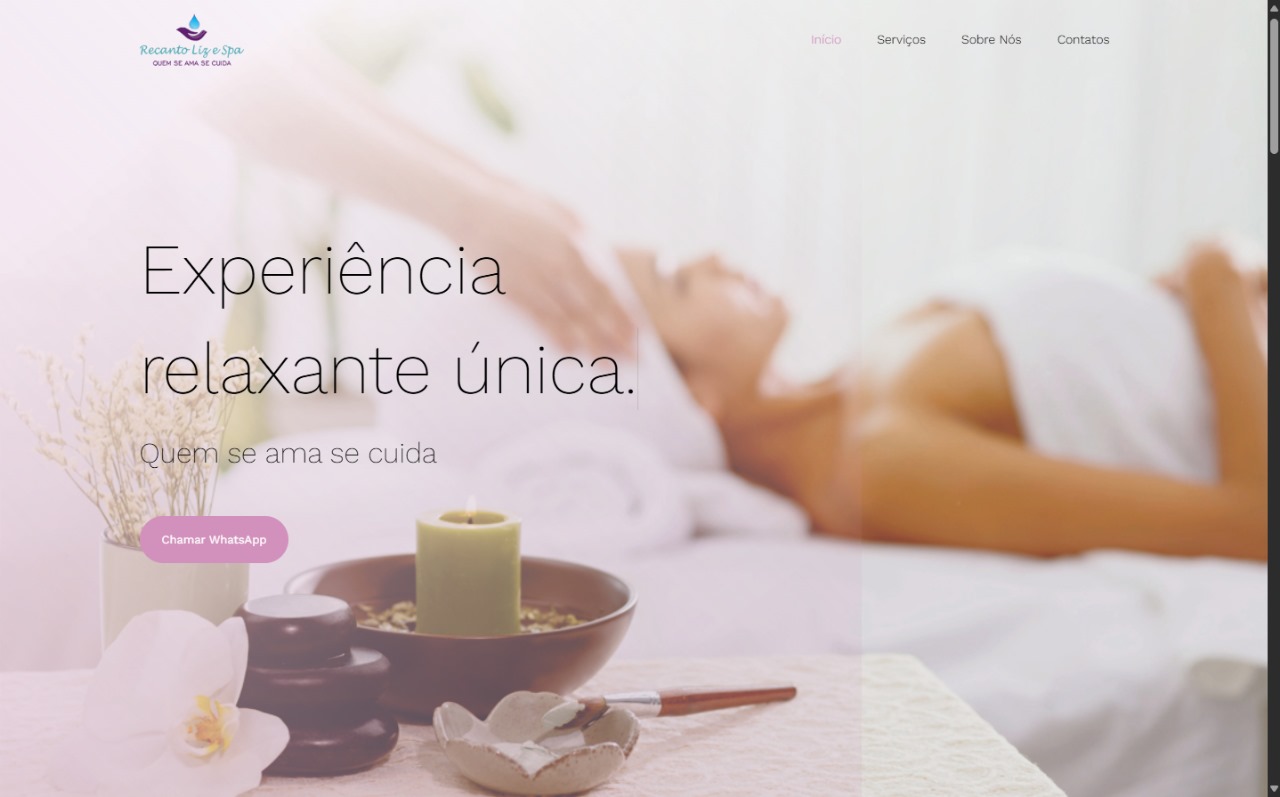 Recanto Liz e Spa
QUEM SE AMA SE CUIDA
Início
Serviços
Sobre Nós
Contatos
Experiência
relaxante única.
Quem se ama se cuida
Chamar WhatsApp